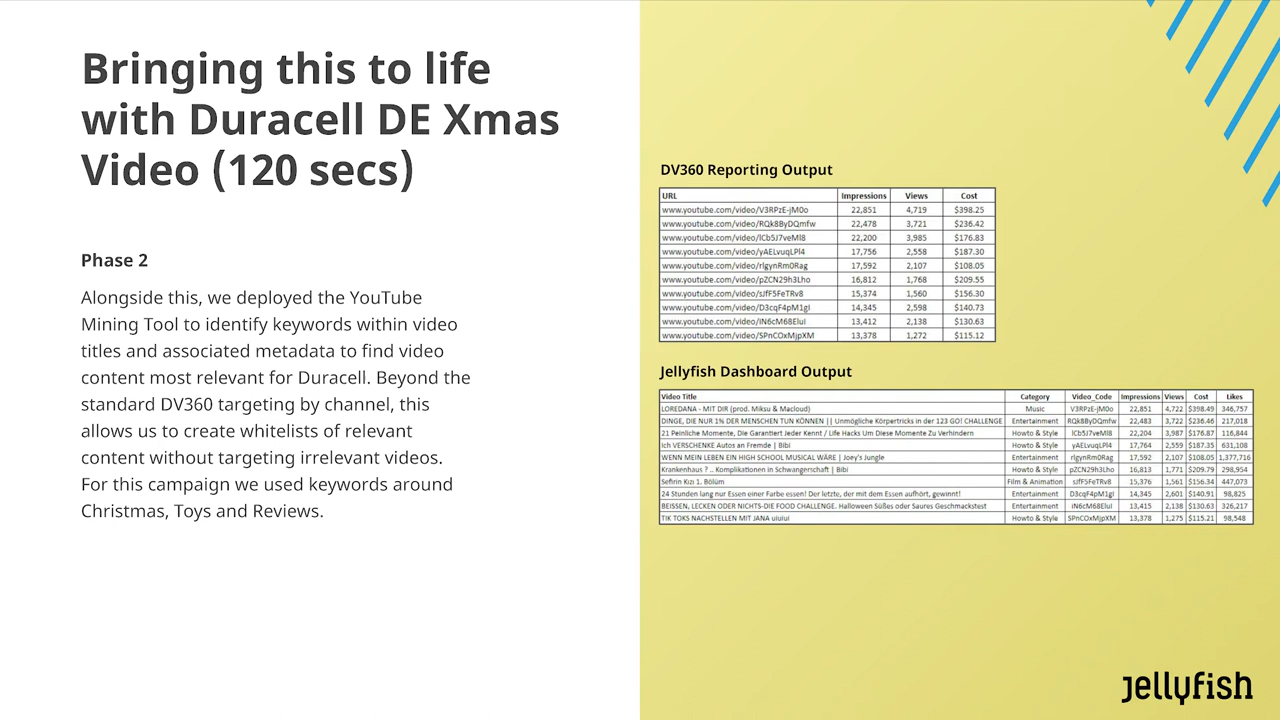 Bringing this to life
with Duracell DE Xmas
Video (120 secs)
Phase 2
Alongside this, we deployed the YouTube
Mining Tool to identify keywords within video
titles and associated metadata to find video
content most relevant for Duracell. Beyond the
standard DV360 targeting by channel, this
allows us to create whitelists of relevant
content without targeting irrelevant videos.
For this campaign we used keywords around
Christmas, Toys and Reviews.
DV360 Reporting Output
URL Impressions Views Cost
www.youtube.com/video/V3RPzE-jM0o 22,851 4,719 $398.25
www.youtube.com/video/RQk8ByDQmfw 22,478 3,721 $236.42
www.youtube.com/video/lCb5J7veMl8 22,200 3,985 $176.83
www.youtube.com/video/yAELvuqLPl4 17,756 2,558 $187.30
www.youtube.com/video/rlgynRm0Rag 17,592 2,107 $108.05
www.youtube.com/video/pZCN29h3Lho 16,812 1,768 $209.55
www.youtube.com/video/sJfF5FeTRv8 15,374 1,560 $156.30
www.youtube.com/video/D3cqF4pM1gI 14,345 2,598 $140.73
www.youtube.com/video/iN6cM68EluI 13,412 2,138 $130.63
www.youtube.com/video/SPnCOxMjpXM 13,378 1,272 $115.12
Jellyfish Dashboard Output
Video Title Category Video_Code Impressions Views Cost Likes
LOREDANA - MIT DIR (prod. Miksu & Macloud) Music V3RPzE-jM0o 22,851 4,722 $398.49 346,757
DINGE, DIE NUR 1% DER MENSCHEN TUN KÖNNEN || Unmögliche Körpertricks in der 123 GO! CHALLENGE Entertainment RQk8ByDQmfw 22,483 3,722 $236.46 217,018
21 Peinliche Momente, Die Garantiert Jeder Kennt / Life Hacks Um Diese Momente Zu Verhindern Howto & Style lCb5J7veMl8 22,204 3,987 $176.87 116,844
Ich VERSCHENKE Autos an Fremde | Bibi Howto & Style yAELvuqLPl4 17,764 2,559 $187.35 631,108
WENN MEIN LEBEN EIN HIGH SCHOOL MUSICAL WÄRE | Joey's Jungle Entertainment rlgynRm0Rag 17,592 2,107 $108.05 1,377,716
Krankenhaus ? .. Komplikationen in Schwangerschaft | Bibi Howto & Style pZCN29h3Lho 16,813 1,771 $209.79 298,954
Sefirin Kızı 1. Bölüm Film & Animation sJfF5FeTRv8 15,376 1,561 $156.34 447,073
24 Stunden lang nur Essen einer Farbe essen! Der letzte, der mit dem Essen aufhört, gewinnt! Entertainment D3cqF4pM1gI 14,345 2,601 $140.91 98,825
BEISSEN, LECKEN ODER NICHTS-DIE FOOD CHALLENGE. Halloween Süßes oder Saures Geschmackstest Entertainment iN6cM68EluI 13,415 2,138 $130.63 326,217
TIK TOKS NACHSTELLEN MIT JANA uiuiui Howto & Style SPnCOxMjpXM 13,378 1,275 $115.21 98,548
jellyfish